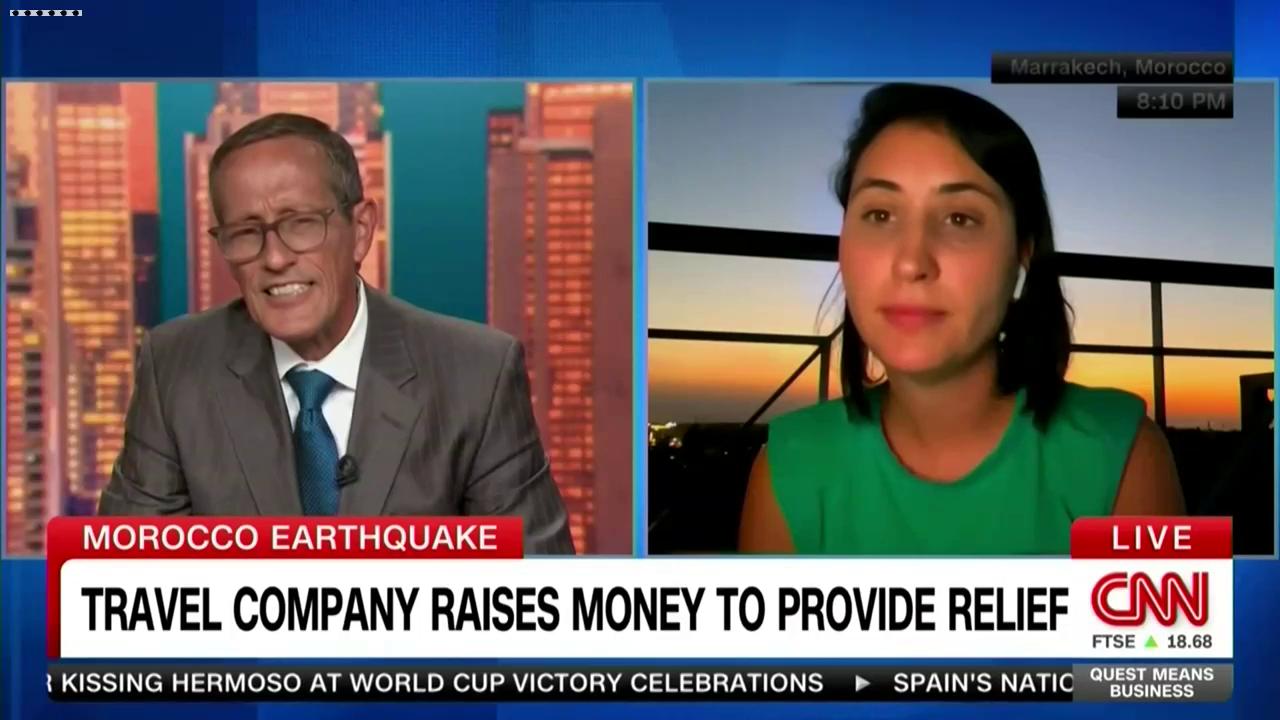 Marrakech, Morocco
8:10 PM
MOROCCO EARTHQUAKE
LIVE
TRAVEL COMPANY RAISES MONEY TO PROVIDE RELIEF
CNN
FTSE ▲ 18.68
KISSING HERMOSO AT WORLD CUP VICTORY CELEBRATIONS ▶ SPAIN'S
QUEST MEANS
BUSINESS